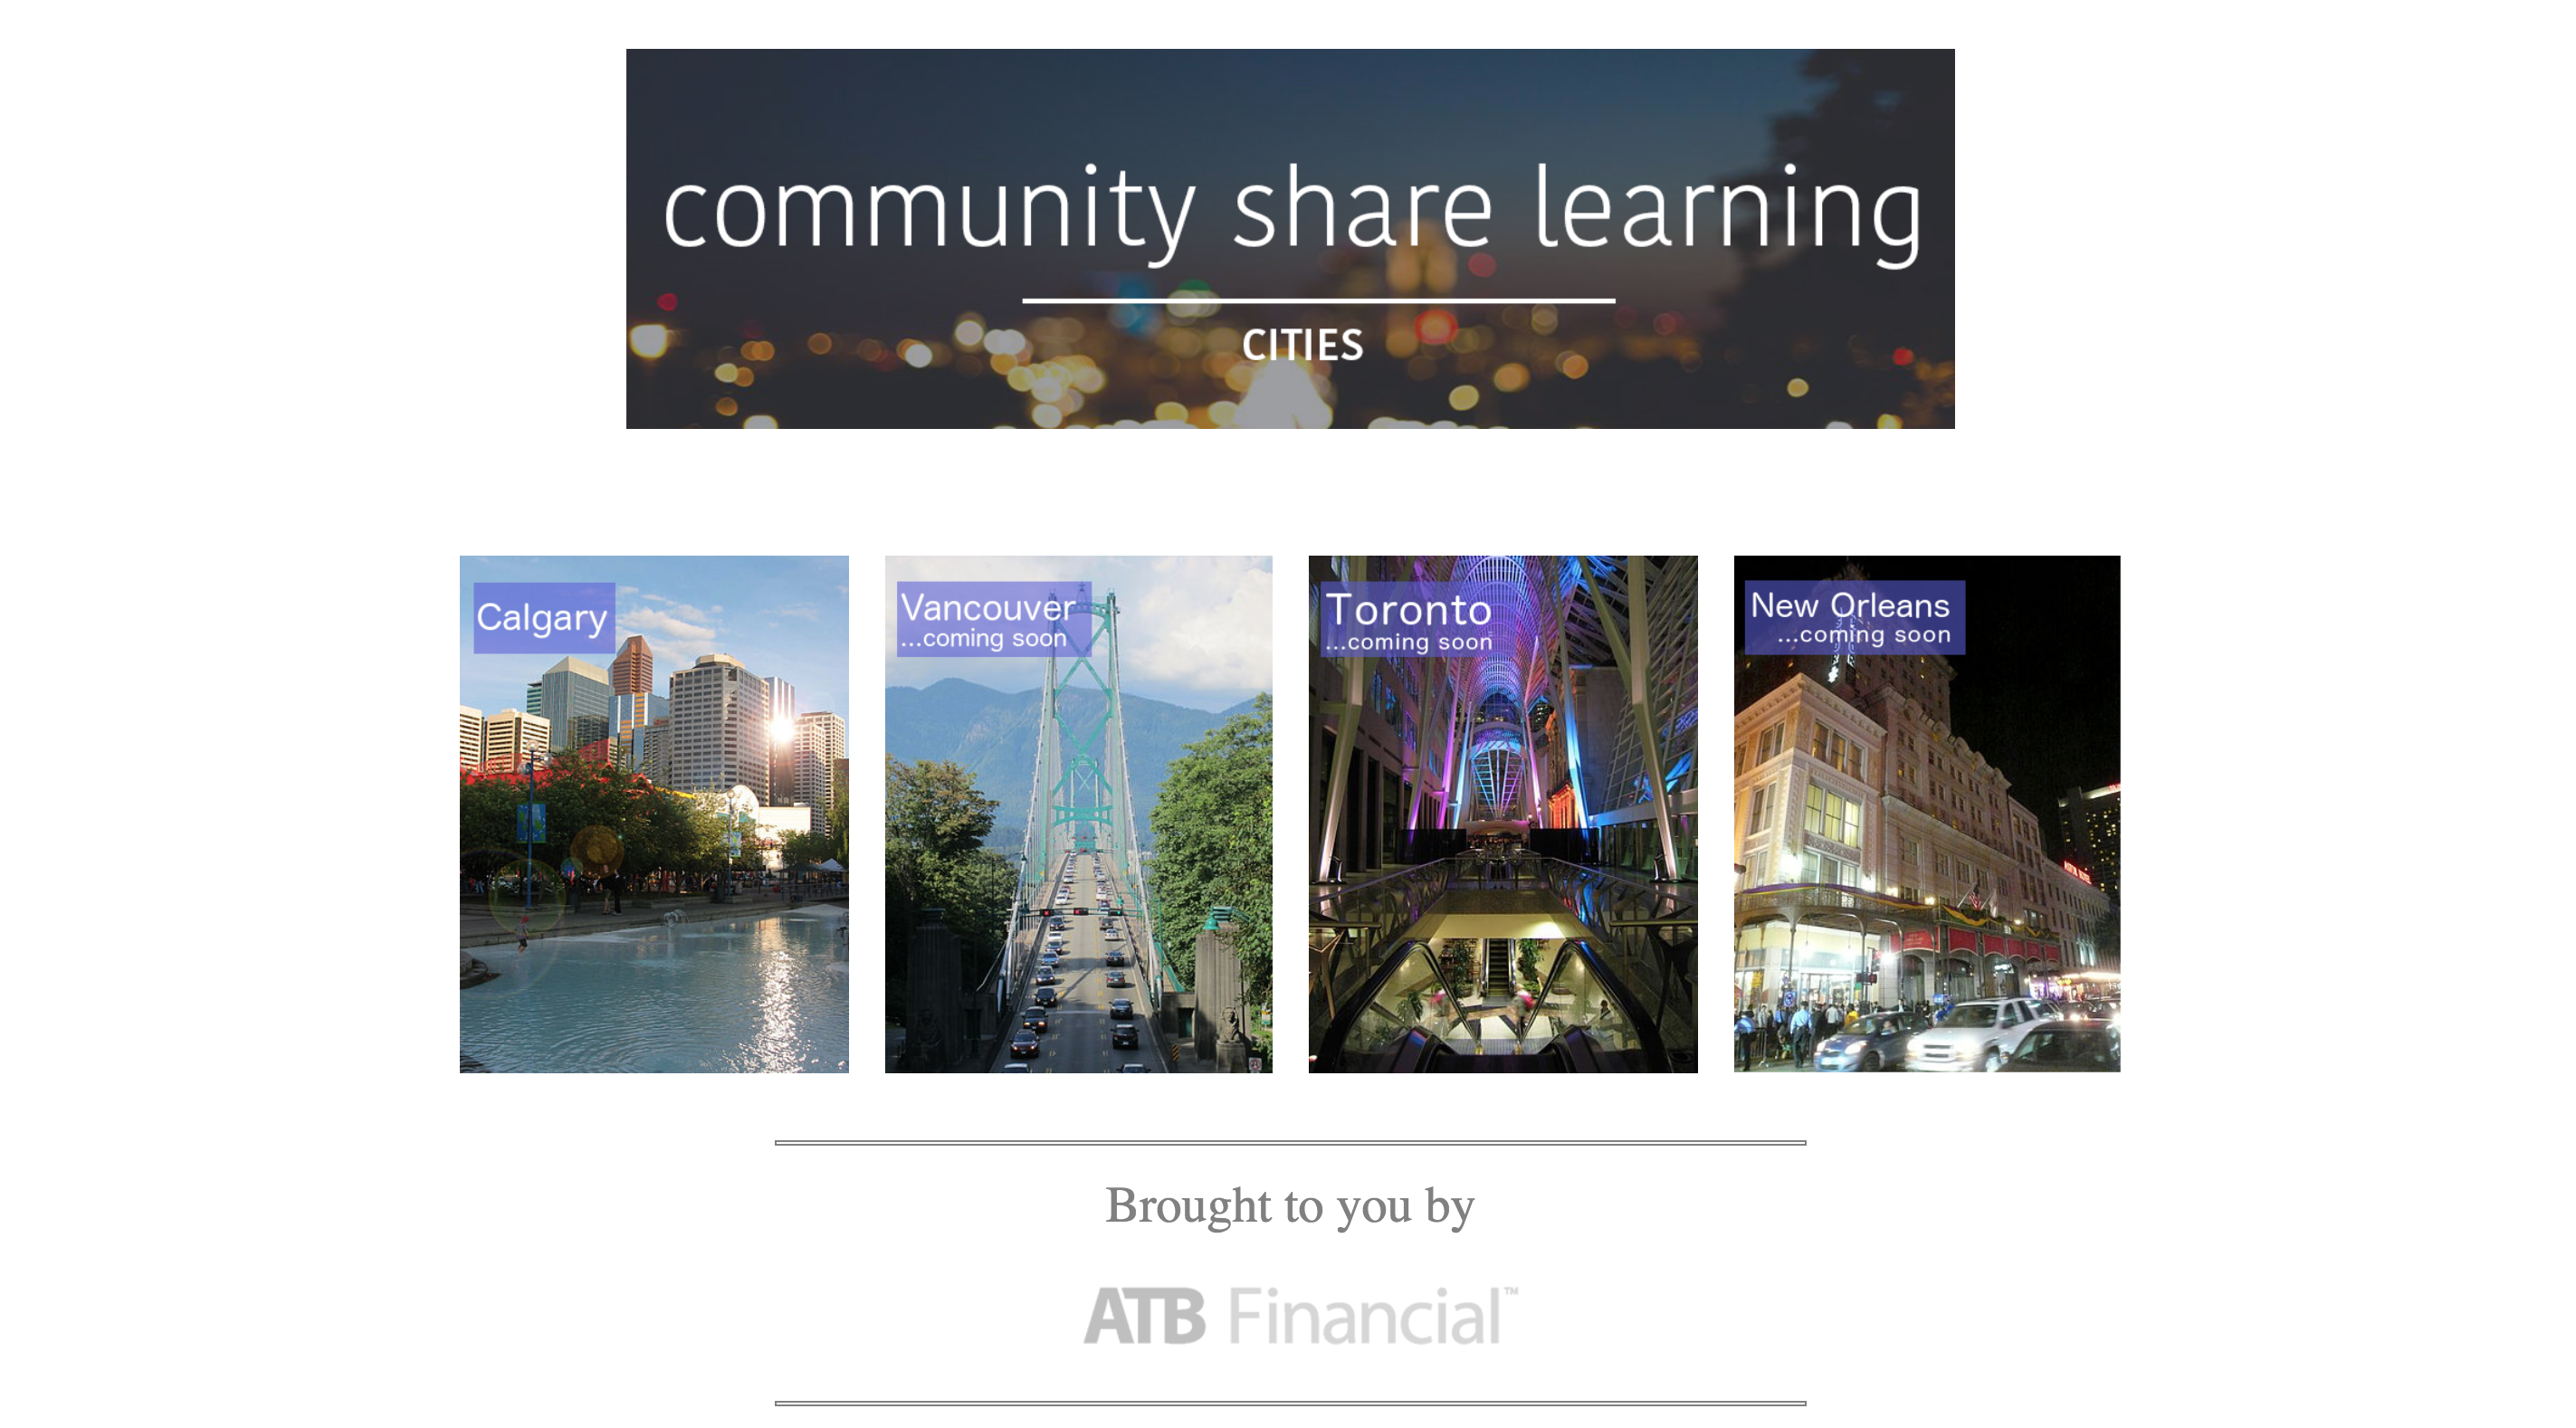 community share learning
CITIES
Calgary
Vancouver
...coming soon
Toronto
...coming soon
New Orleans
...coming soon
Brought to you by
ATB Financial™